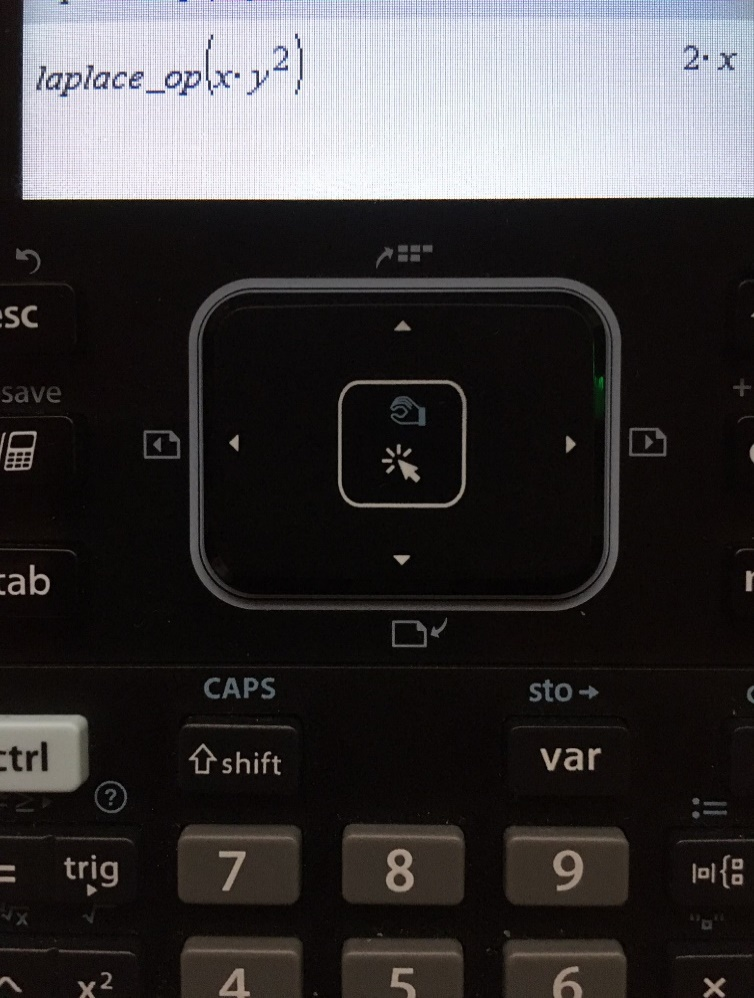 laplace_op(x·y²) 2·x
esc
save
tab
CAPS sto→
ctrl shift var
? :=
= trig 7 8 9
√x √ "▫"
^ x² 4 5 6 ×